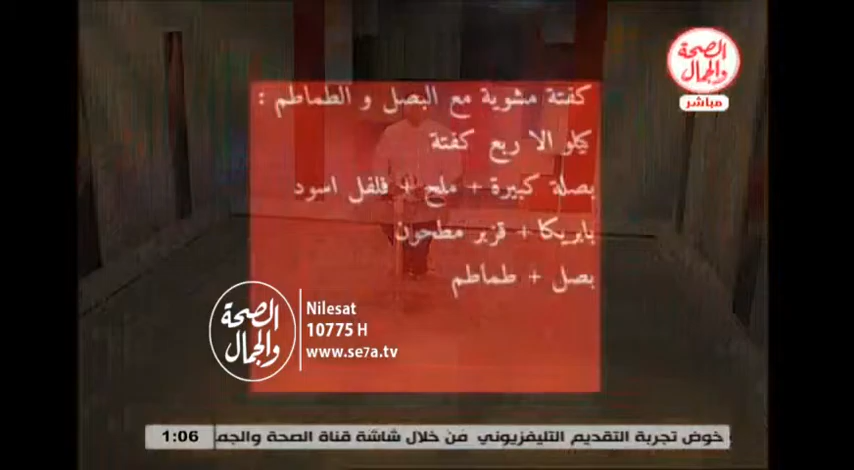 الصحة
والجمال
مباشر
كفتة مشوية مع البصل و الطماطم :
كيلو الا ربع كفتة
بصلة كبيرة + ملح + فلفل اسود
بابريكا + قزبر مطحون
بصل + طماطم
الصحة
والجمال
Nilesat
10775 H
www.se7a.tv
1:06
خوض تجربة التقديم التليفزيوني من خلال شاشة قناة الصحة والجم